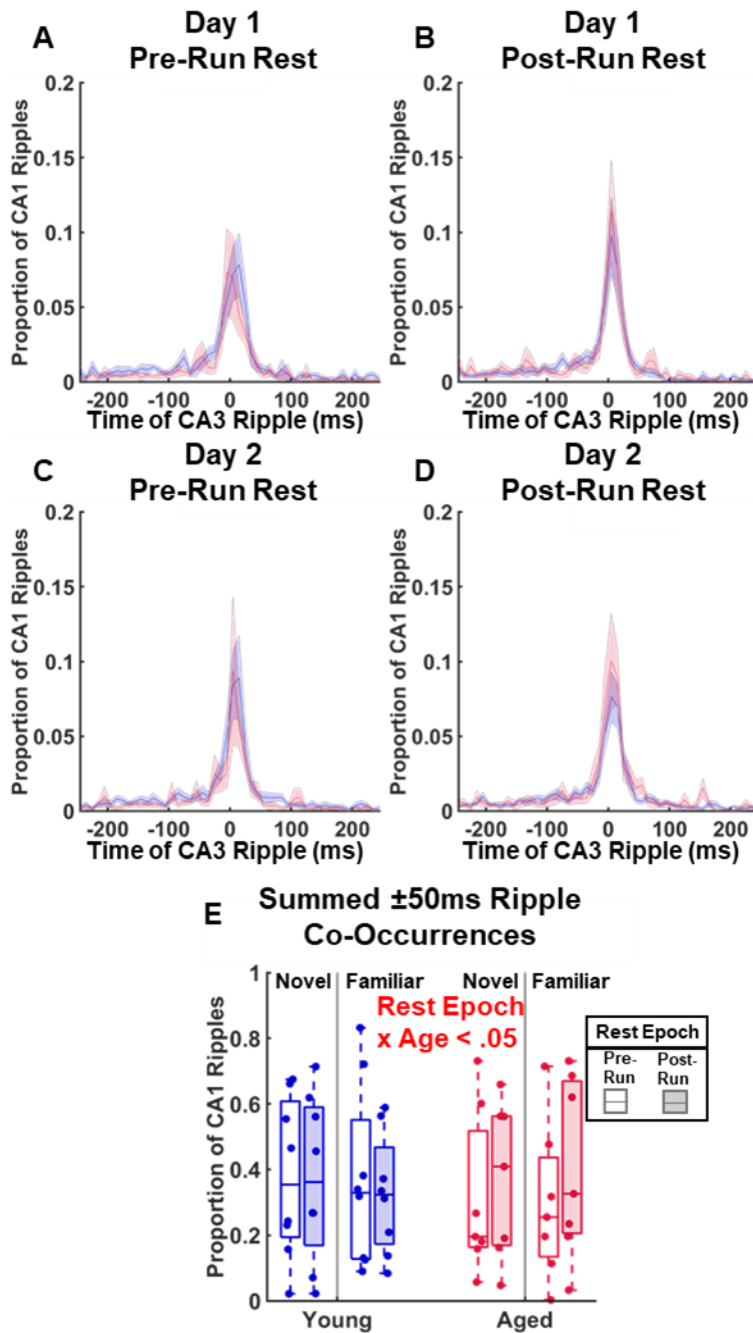 A
Day 1
Pre-Run Rest
Proportion of CA1 Ripples
0.2
0.15
0.1
0.05
0
-200 -100 0 100 200
Time of CA3 Ripple (ms)
B
Day 1
Post-Run Rest
Proportion of CA1 Ripples
0.2
0.15
0.1
0.05
0
-200 -100 0 100 200
Time of CA3 Ripple (ms)
C
Day 2
Pre-Run Rest
Proportion of CA1 Ripples
0.2
0.15
0.1
0.05
0
-200 -100 0 100 200
Time of CA3 Ripple (ms)
D
Day 2
Post-Run Rest
Proportion of CA1 Ripples
0.2
0.15
0.1
0.05
0
-200 -100 0 100 200
Time of CA3 Ripple (ms)
E
Summed ±50ms Ripple
Co-Occurrences
Proportion of CA1 Ripples
1
0.8
0.6
0.4
0.2
0
Novel Familiar Novel Familiar
Rest Epoch
x Age < .05
Young Aged
Rest Epoch
Pre-Run
Post-Run